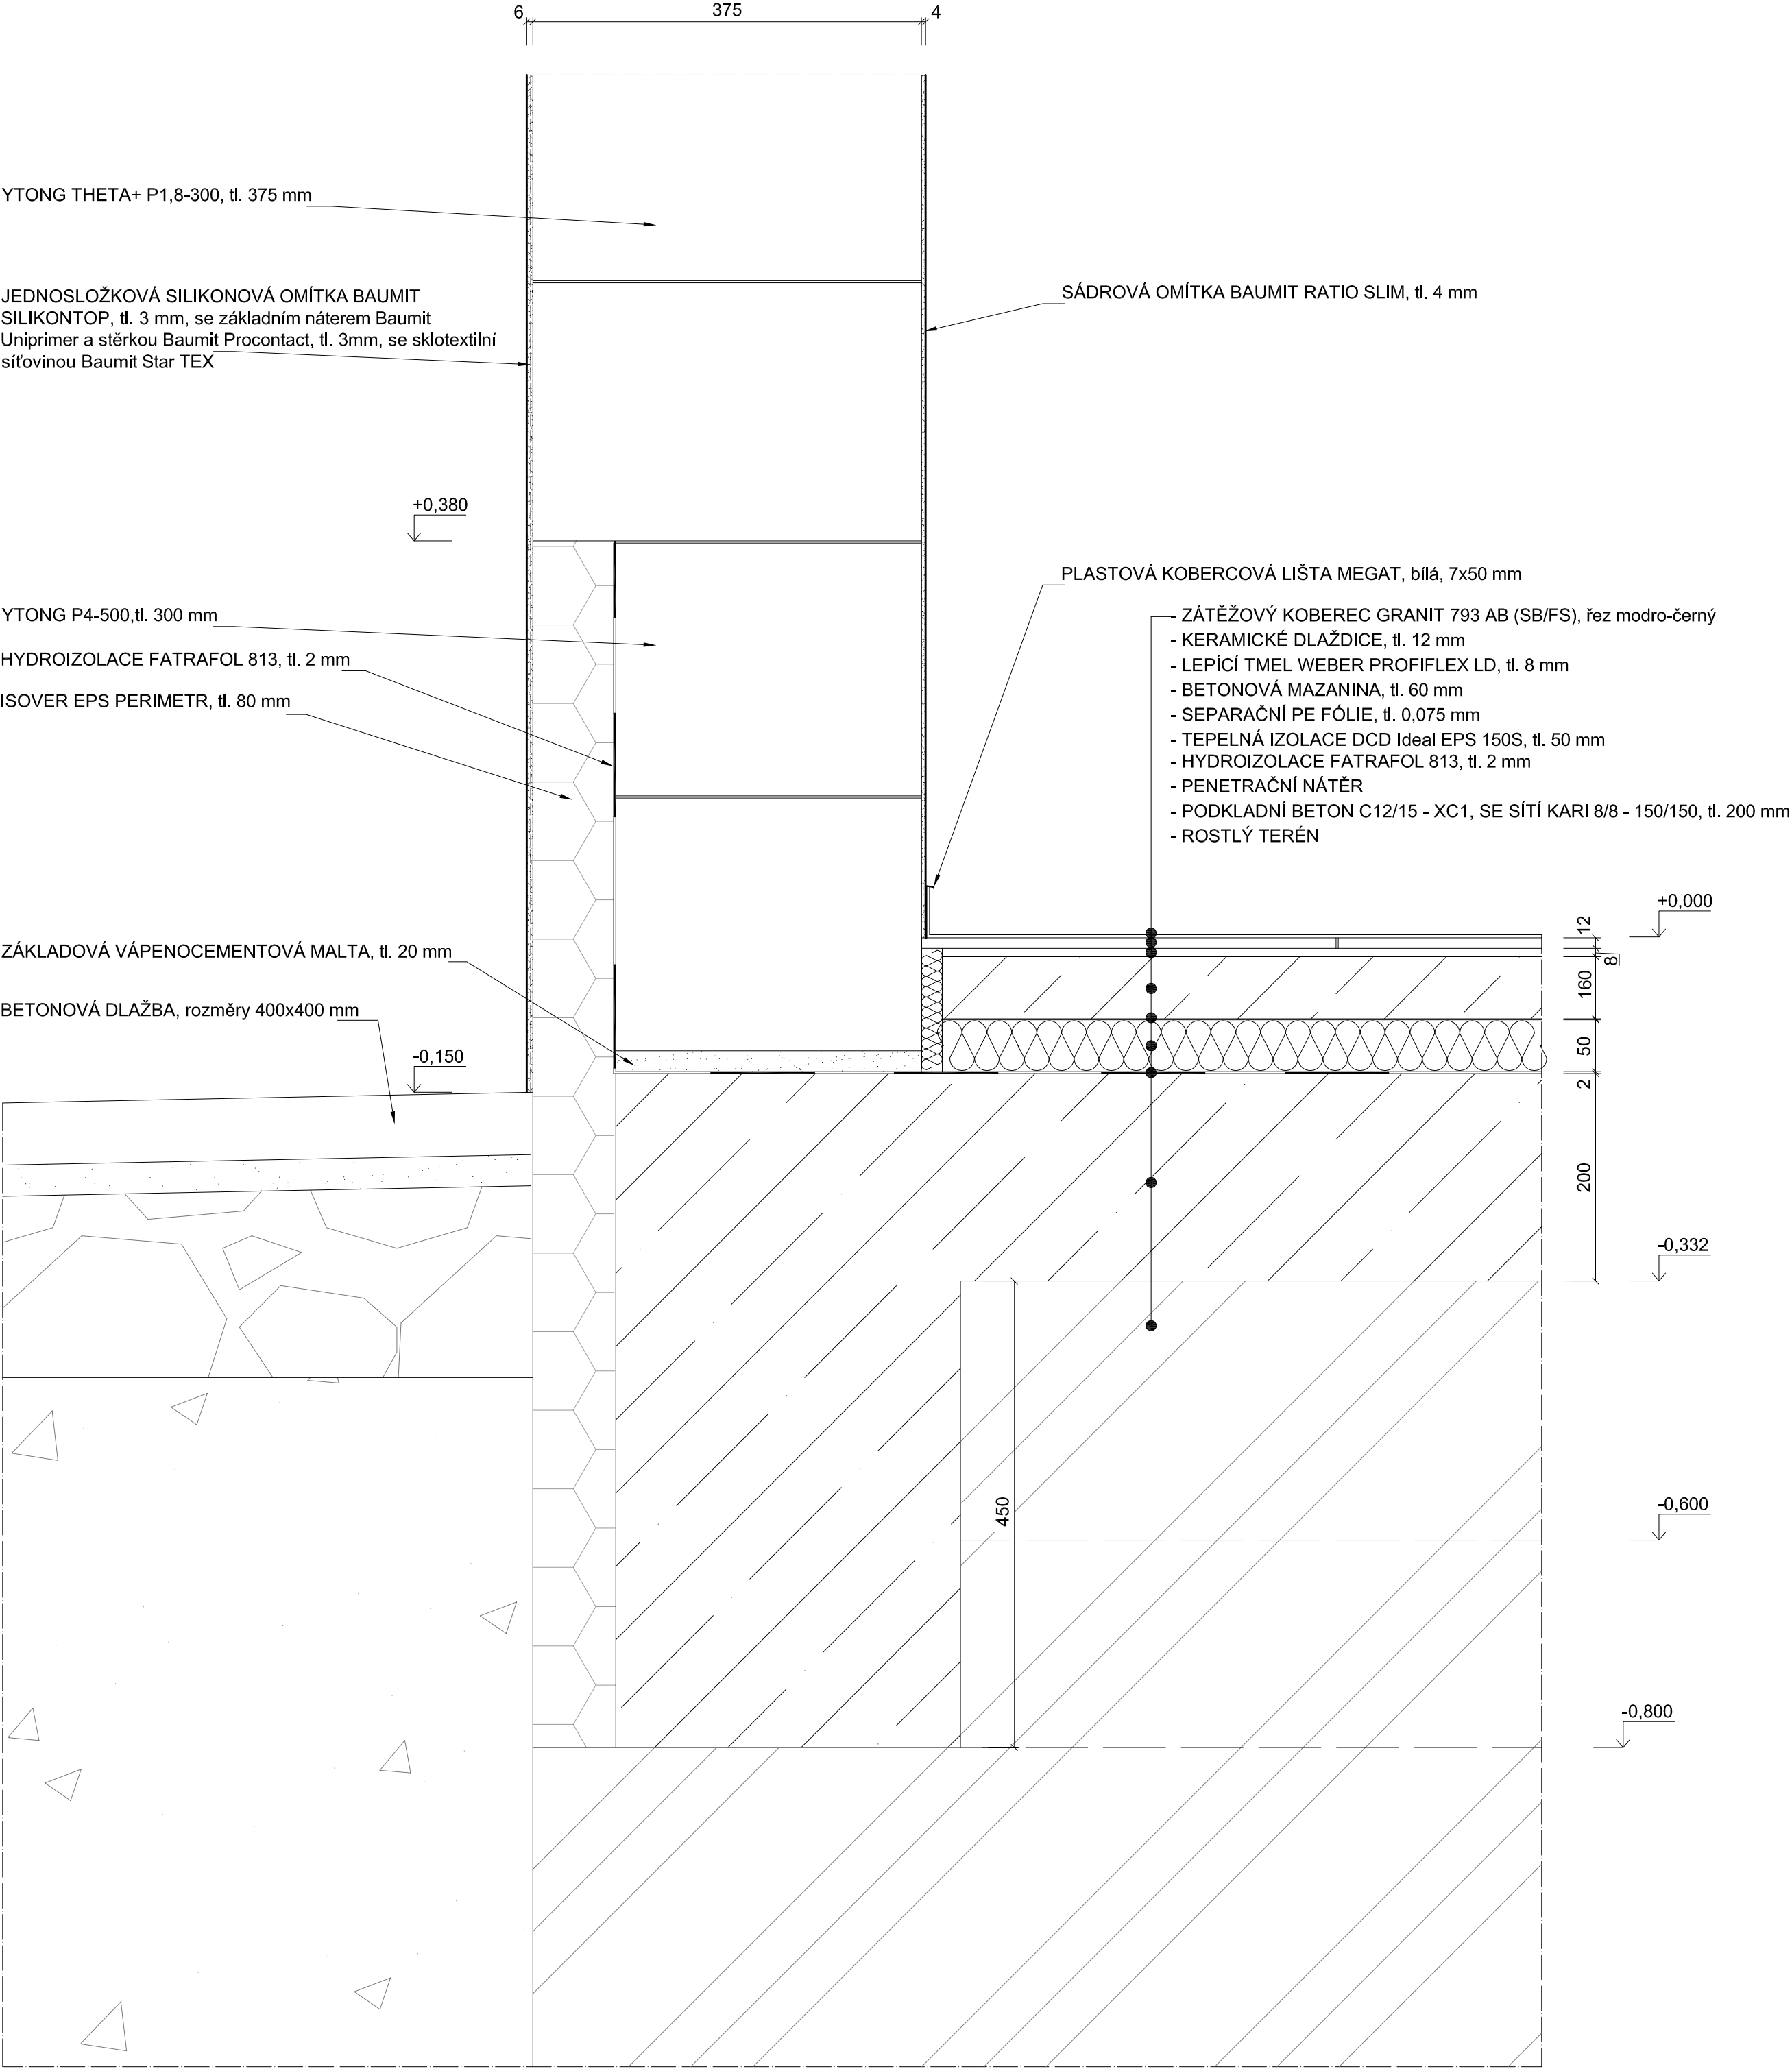 6
375
4
YTONG THETA+ P1,8-300, tl. 375 mm
JEDNOSLOŽKOVÁ SILIKONOVÁ OMÍTKA BAUMIT
SILIKONTOP, tl. 3 mm, se základním náterem Baumit
Uniprimer a stěrkou Baumit Procontact, tl. 3mm, se sklotextilní
síťovinou Baumit Star TEX
SÁDROVÁ OMÍTKA BAUMIT RATIO SLIM, tl. 4 mm
+0,380
PLASTOVÁ KOBERCOVÁ LIŠTA MEGAT, bílá, 7x50 mm
YTONG P4-500,tl. 300 mm
HYDROIZOLACE FATRAFOL 813, tl. 2 mm
ISOVER EPS PERIMETR, tl. 80 mm
- ZÁTĚŽOVÝ KOBEREC GRANIT 793 AB (SB/FS), řez modro-černý
- KERAMICKÉ DLAŽDICE, tl. 12 mm
- LEPÍCÍ TMEL WEBER PROFIFLEX LD, tl. 8 mm
- BETONOVÁ MAZANINA, tl. 60 mm
- SEPARAČNÍ PE FÓLIE, tl. 0,075 mm
- TEPELNÁ IZOLACE DCD Ideal EPS 150S, tl. 50 mm
- HYDROIZOLACE FATRAFOL 813, tl. 2 mm
- PENETRAČNÍ NÁTĚR
- PODKLADNÍ BETON C12/15 - XC1, SE SÍTÍ KARI 8/8 - 150/150, tl. 200 mm
- ROSTLÝ TERÉN
+0,000
12
8
160
50
2
200
ZÁKLADOVÁ VÁPENOCEMENTOVÁ MALTA, tl. 20 mm
BETONOVÁ DLAŽBA, rozměry 400x400 mm
-0,150
-0,332
450
-0,600
-0,800